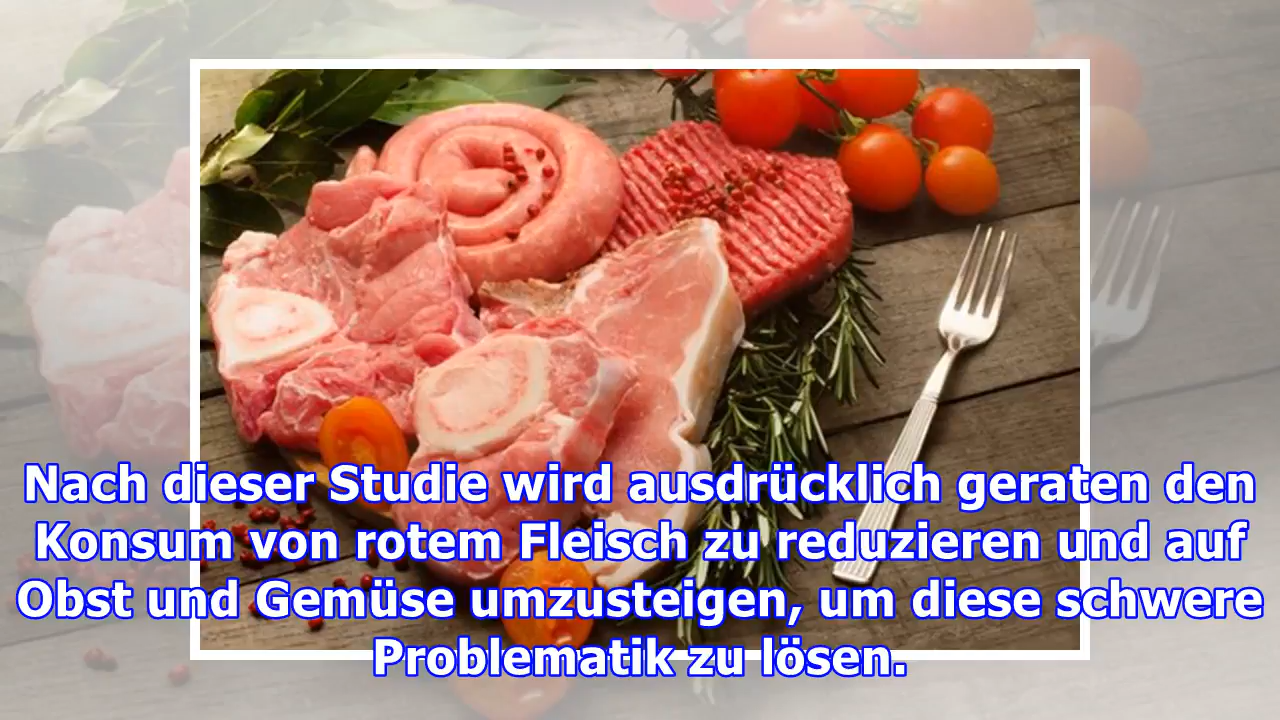 Nach dieser Studie wird ausdrücklich geraten den
Konsum von rotem Fleisch zu reduzieren und auf
Obst und Gemüse umzusteigen, um diese schwere
Problematik zu lösen.